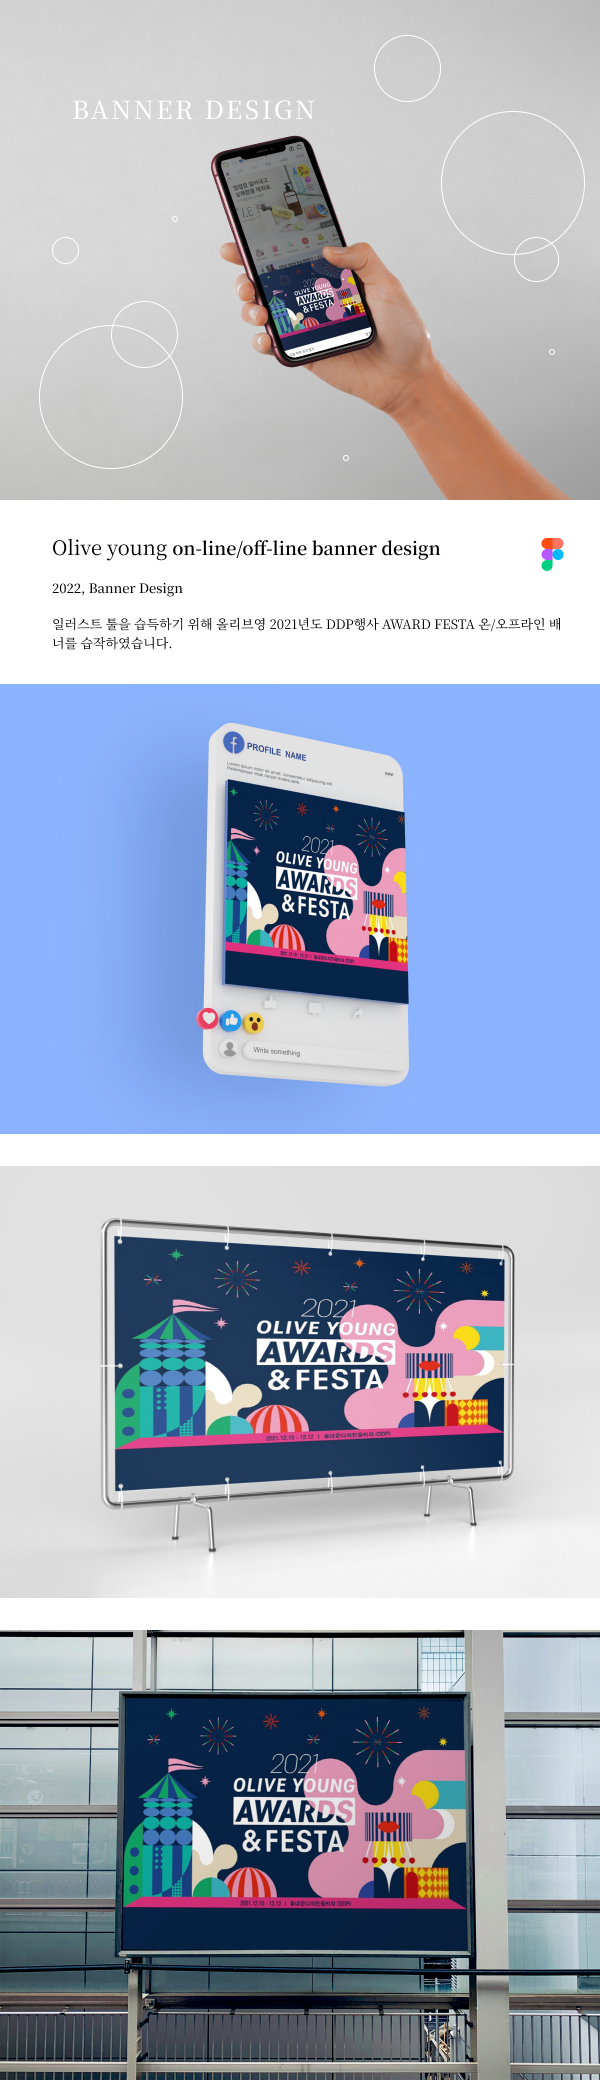 BANNER DESIGN
2021
OLIVE YOUNG
AWARDS
& FESTA
Olive young on-line/off-line banner design
2022, Banner Design
일러스트 툴을 습득하기 위해 올리브영 2021년도 DDP행사 AWARD FESTA 온/오프라인 배
너를 습작하였습니다.
PROFILE NAME
Lorem ipsum dolor sit amet, consectetur adipiscing elit.
2021
OLIVE YOUNG
AWARDS
& FESTA
2021.12.10 - 12.12 | 동대문디자인플라자 (DDP)
Write something
2021
OLIVE YOUNG
AWARDS
& FESTA
2021.12.10 - 12.12 | 동대문디자인플라자 (DDP)
2021
OLIVE YOUNG
AWARDS
& FESTA
2021.12.10 - 12.12 | 동대문디자인플라자 (DDP)